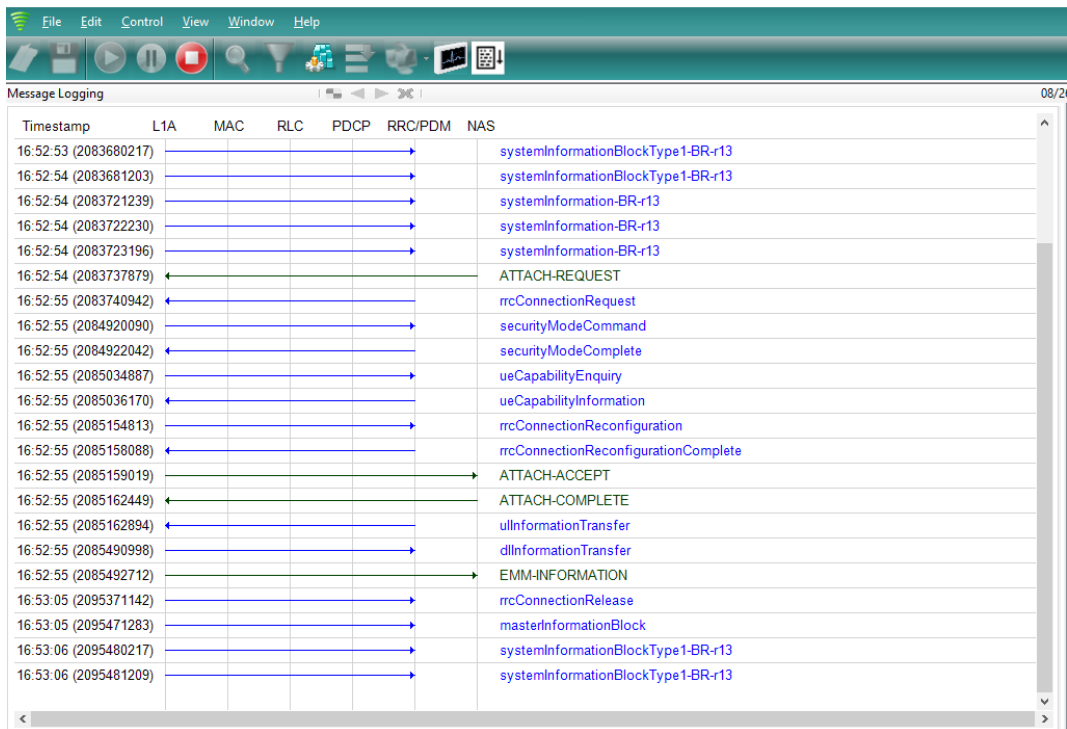 File Edit Control View Window Help
Message Logging 08/2
Timestamp L1A MAC RLC PDCP RRC/PDM NAS
16:52:53 (2083680217) systemInformationBlockType1-BR-r13
16:52:54 (2083681203) systemInformationBlockType1-BR-r13
16:52:54 (2083721239) systemInformation-BR-r13
16:52:54 (2083722230) systemInformation-BR-r13
16:52:54 (2083723196) systemInformation-BR-r13
16:52:54 (2083737879) ATTACH-REQUEST
16:52:55 (2083740942) rrcConnectionRequest
16:52:55 (2084920090) securityModeCommand
16:52:55 (2084922042) securityModeComplete
16:52:55 (2085034887) ueCapabilityEnquiry
16:52:55 (2085036170) ueCapabilityInformation
16:52:55 (2085154813) rrcConnectionReconfiguration
16:52:55 (2085158088) rrcConnectionReconfigurationComplete
16:52:55 (2085159019) ATTACH-ACCEPT
16:52:55 (2085162449) ATTACH-COMPLETE
16:52:55 (2085162894) ulInformationTransfer
16:52:55 (2085490998) dlInformationTransfer
16:52:55 (2085492712) EMM-INFORMATION
16:53:05 (2095371142) rrcConnectionRelease
16:53:05 (2095471283) masterInformationBlock
16:53:06 (2095480217) systemInformationBlockType1-BR-r13
16:53:06 (2095481209) systemInformationBlockType1-BR-r13